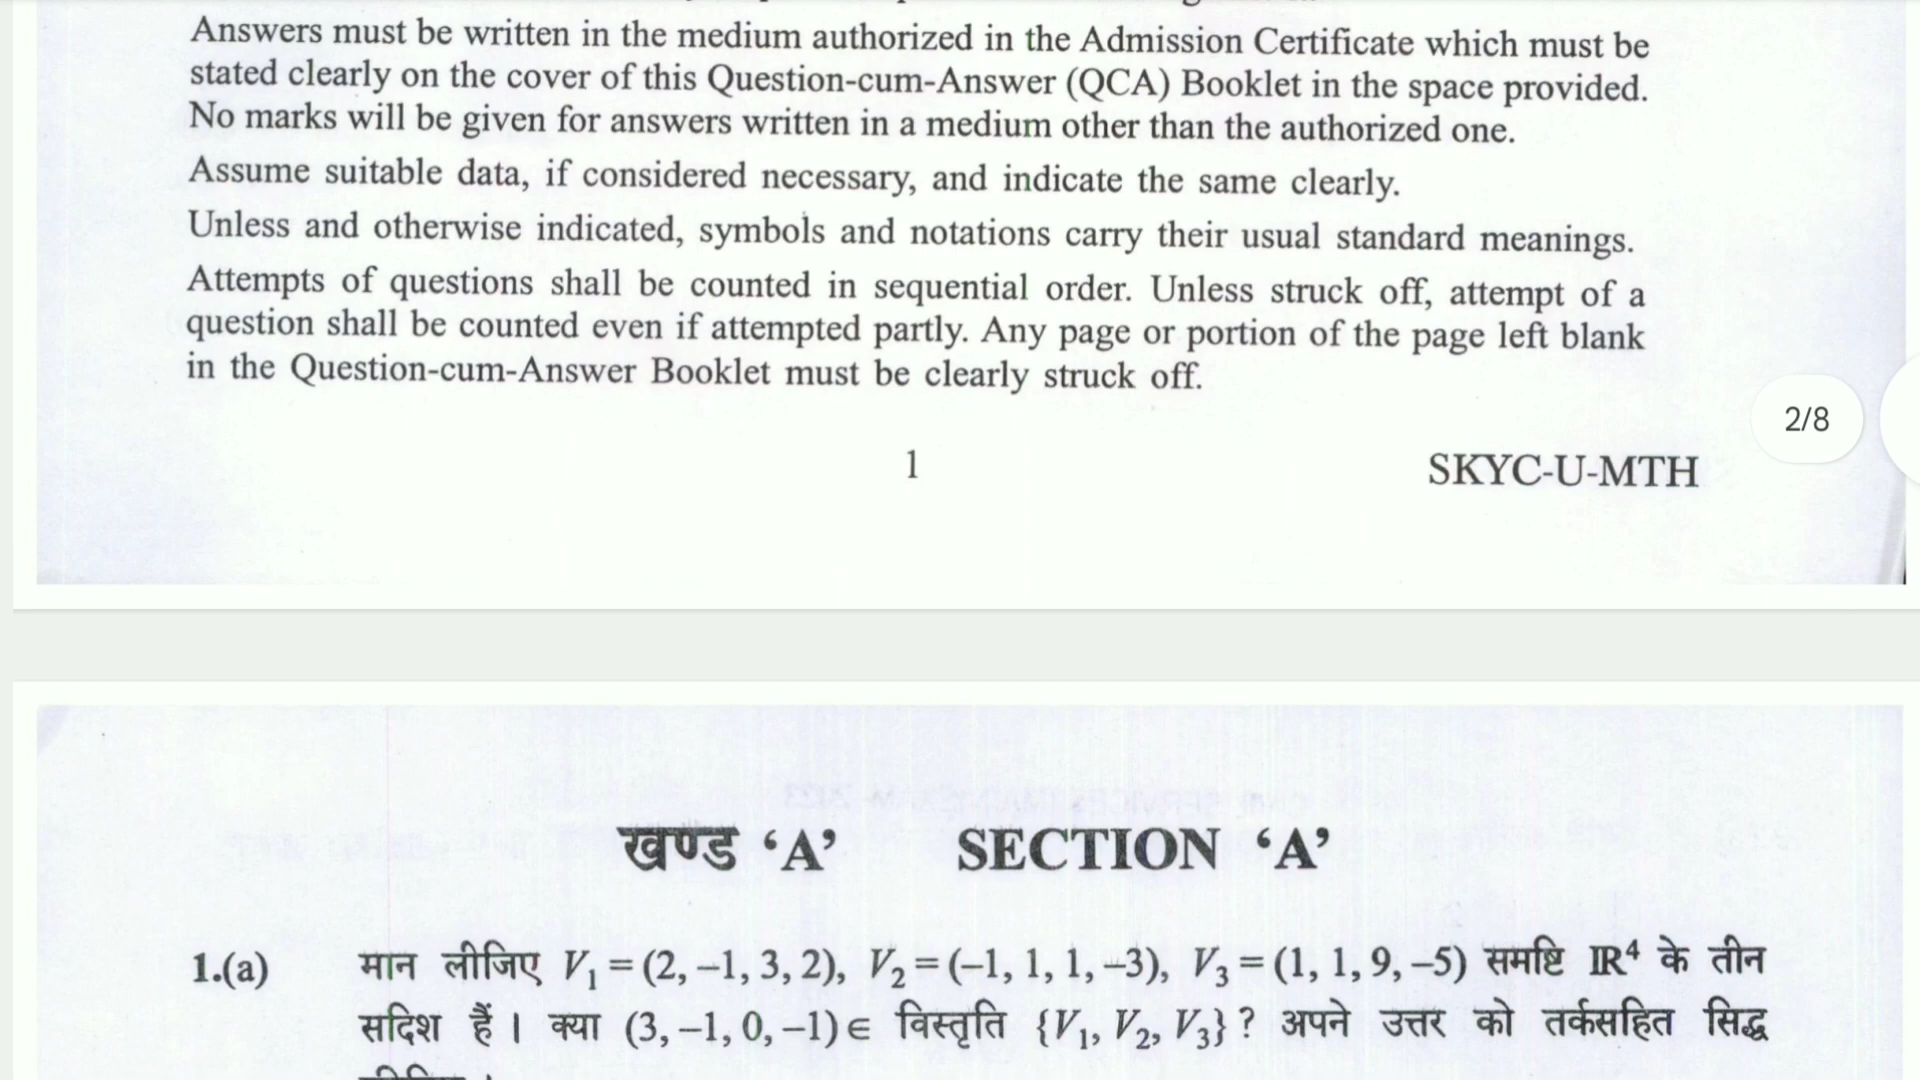 Answers must be written in the medium authorized in the Admission Certificate which must be
stated clearly on the cover of this Question-cum-Answer (QCA) Booklet in the space provided.
No marks will be given for answers written in a medium other than the authorized one.
Assume suitable data, if considered necessary, and indicate the same clearly.
Unless and otherwise indicated, symbols and notations carry their usual standard meanings.
Attempts of questions shall be counted in sequential order. Unless struck off, attempt of a
question shall be counted even if attempted partly. Any page or portion of the page left blank
in the Question-cum-Answer Booklet must be clearly struck off.
2/8
1 SKYC-U-MTH
खण्ड ‘A’ SECTION ‘A’
1.(a) मान लीजिए V₁ = (2, –1, 3, 2), V₂ = (–1, 1, 1, –3), V₃ = (1, 1, 9, –5) समष्टि ℝ⁴ के तीन
सदिश हैं । क्या (3, –1, 0, –1) ∈ विस्तृति {V₁, V₂, V₃} ? अपने उत्तर को तर्कसहित सिद्ध